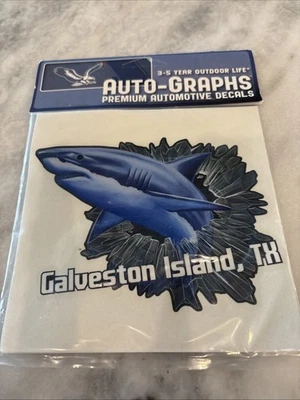 3-5 YEAR OUTDOOR LIFE*
AUTO-GRAPHS
PREMIUM AUTOMOTIVE DECALS
Galveston Island, TX